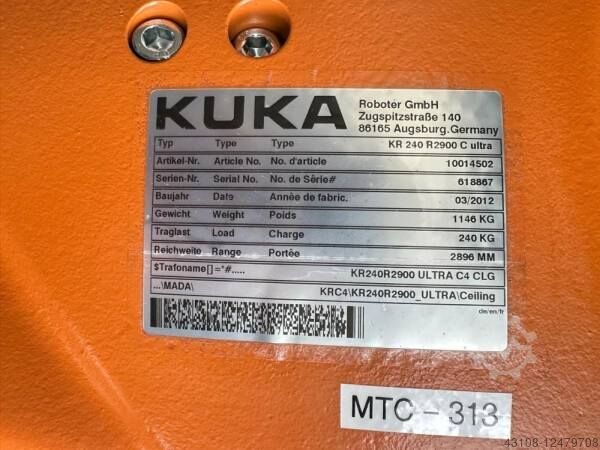 KUKA
Roboter GmbH
Zugspitzstraße 140
86165 Augsburg.Germany
Typ Type Type KR 240 R2900 C ultra
Artikel-Nr. Article No. No. d'article 10014502
Serien-Nr. Serial No. No. de Série# 618867
Baujahr Date Année de fabric. 03/2012
Gewicht Weight Poids 1146 KG
Traglast Load Charge 240 KG
Reichweite Range Portée 2896 MM
$Trafoname[]="#..... KR240R2900 ULTRA C4 CLG
...\MADA\ KRC4\KR240R2900_ULTRA\Ceiling
de/en/fr
MTC - 313
43108-12479708